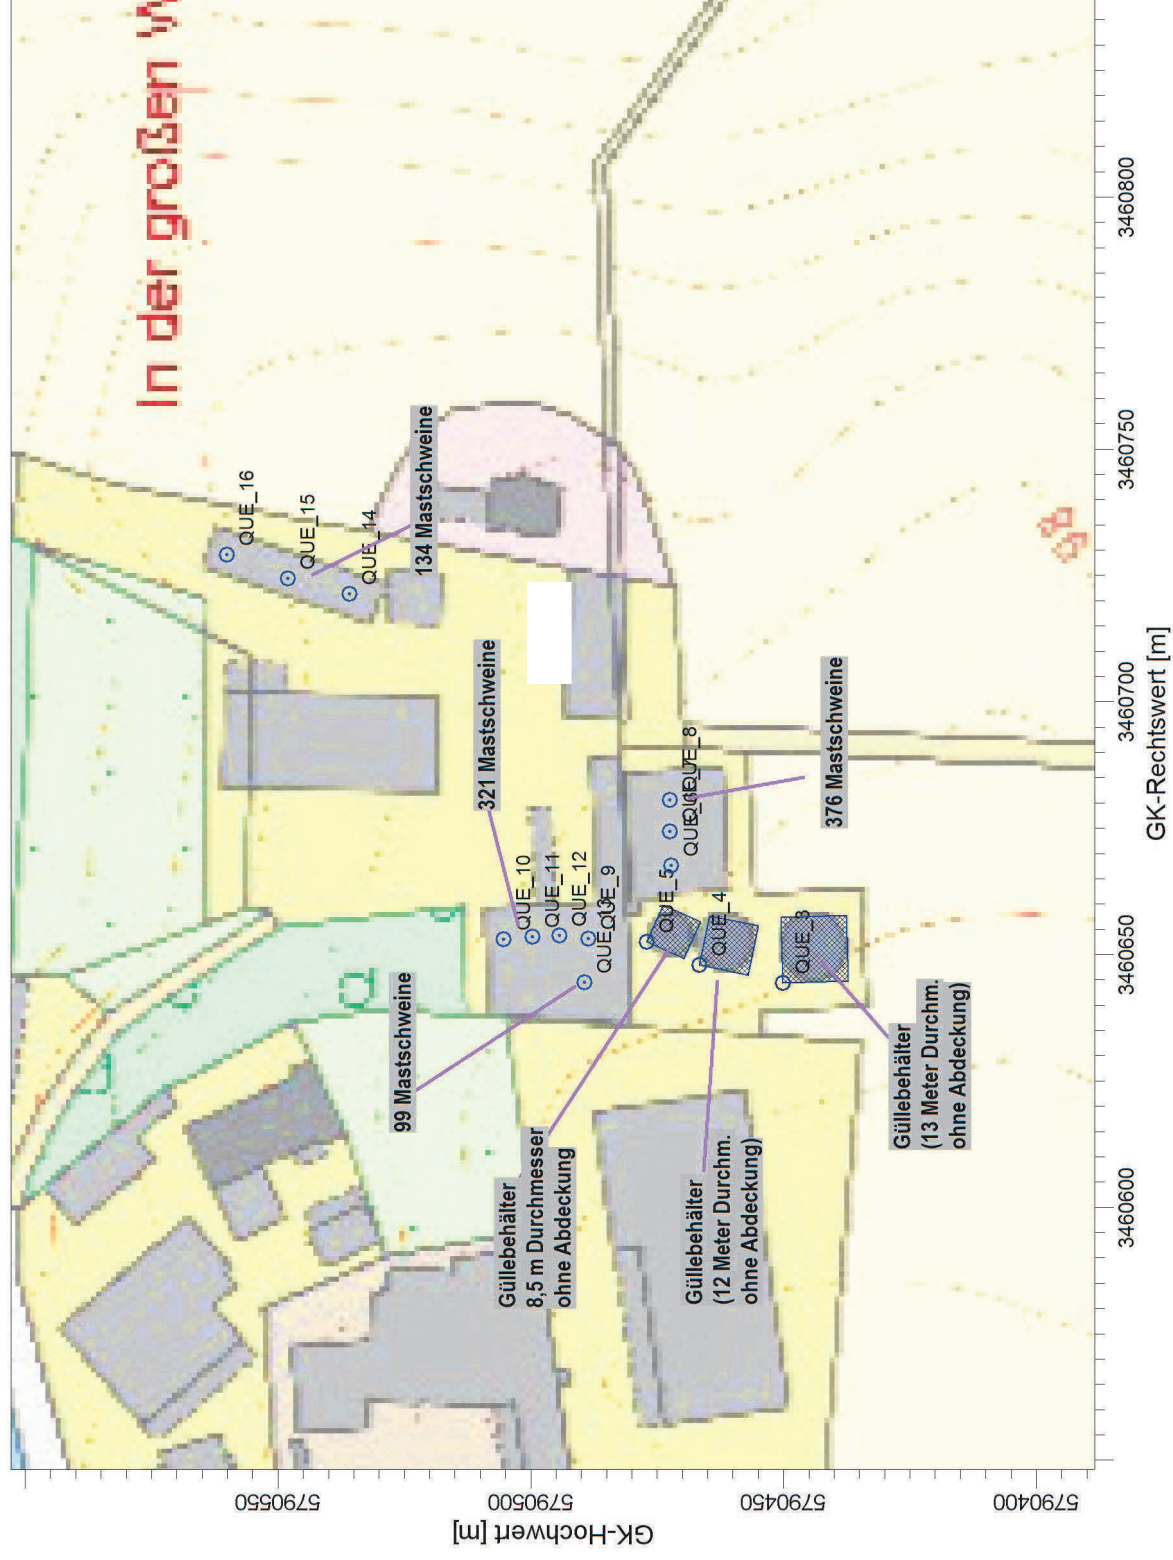 In der großen W
QUE_16
QUE_15
QUE_14
134 Mastschweine
321 Mastschweine
QUE_10
QUE_11
QUE_12
QUE_9
99 Mastschweine
QUE_8
376 Mastschweine
QUE_5
QUE_4
QUE_3
Güllebehälter
8,5 m Durchmesser
ohne Abdeckung
Güllebehälter
(12 Meter Durchm.
ohne Abdeckung)
Güllebehälter
(13 Meter Durchm.
ohne Abdeckung)
3460600
3460650
3460700
3460750
3460800
GK-Rechtswert [m]
5790550
5790500
5790450
5790400
GK-Hochwert [m]